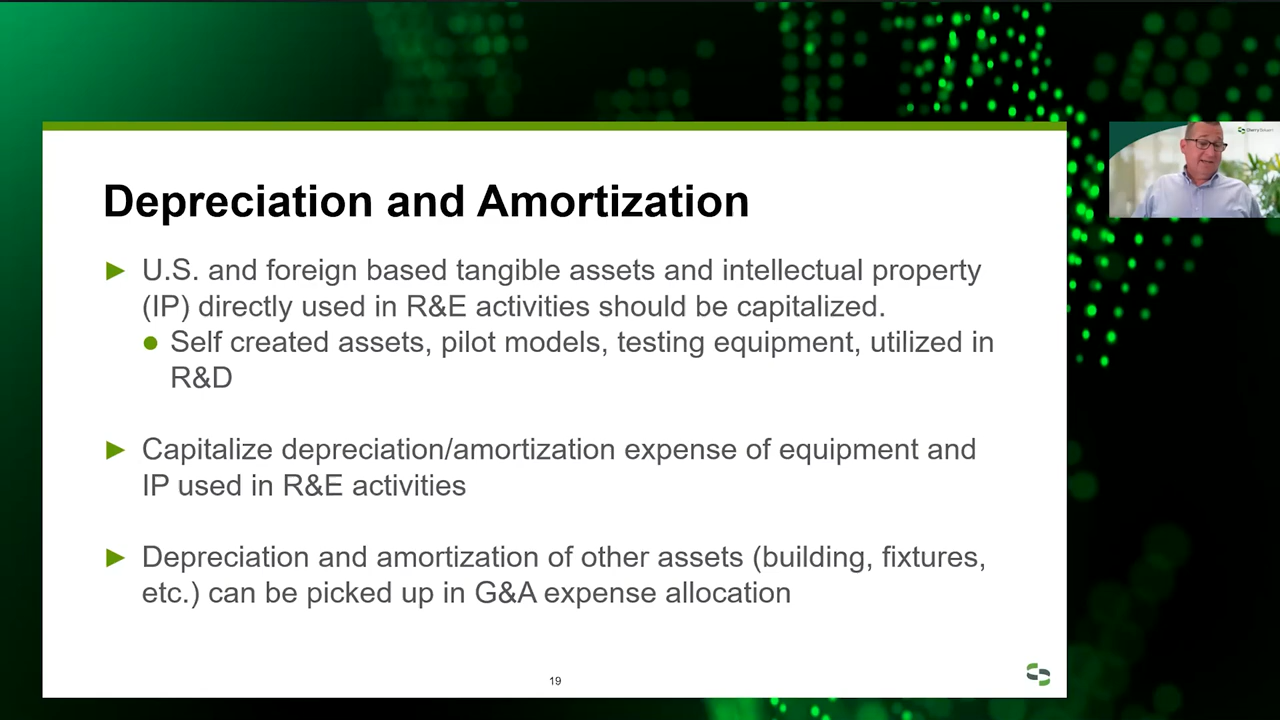 Depreciation and Amortization
► U.S. and foreign based tangible assets and intellectual property
(IP) directly used in R&E activities should be capitalized.
● Self created assets, pilot models, testing equipment, utilized in
R&D
► Capitalize depreciation/amortization expense of equipment and
IP used in R&E activities
► Depreciation and amortization of other assets (building, fixtures,
etc.) can be picked up in G&A expense allocation
19